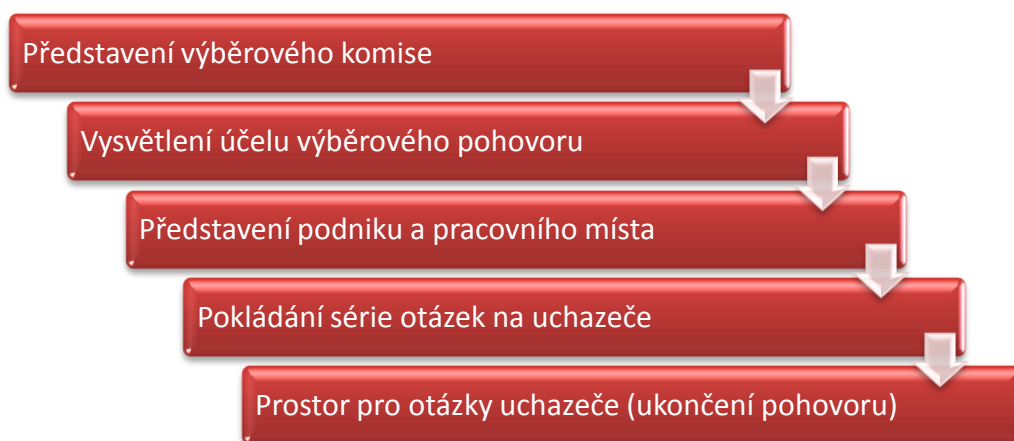 Představení výběrového komise
Vysvětlení účelu výběrového pohovoru
Představení podniku a pracovního místa
Pokládání série otázek na uchazeče
Prostor pro otázky uchazeče (ukončení pohovoru)